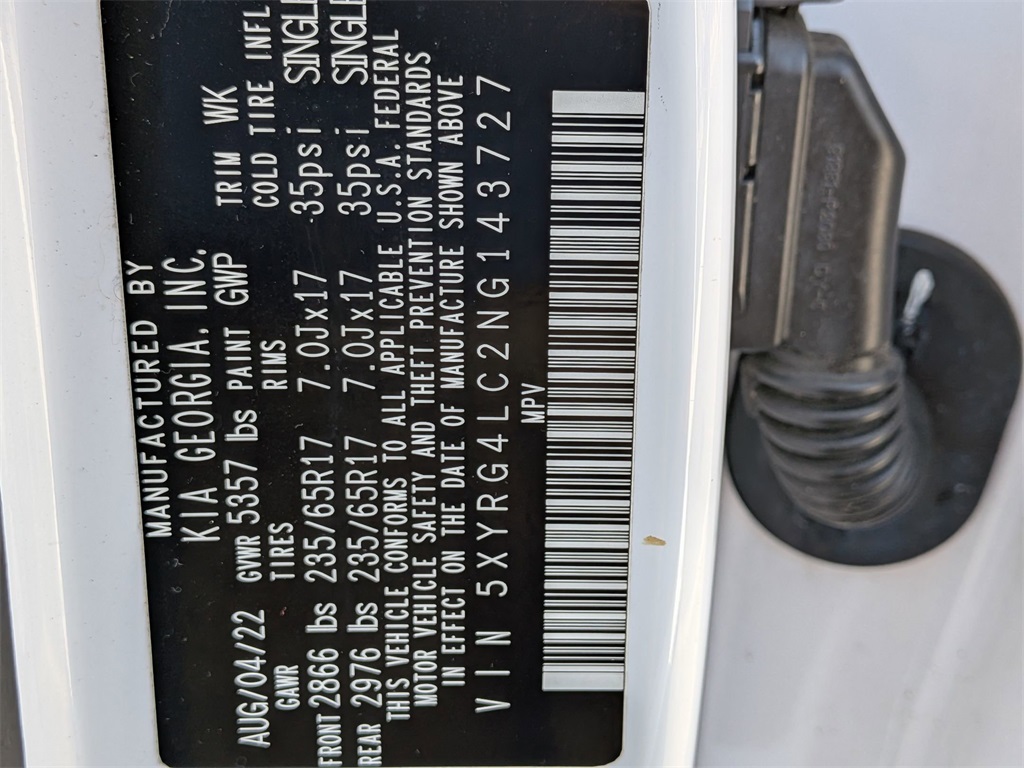 MANUFACTURED BY
KIA GEORGIA, INC.
AUG/04/22 GWR 5357 lbs PAINT GWP TRIM WK
GAWR TIRES RIMS COLD TIRE INFL
FRONT 2866 lbs 235/65R17 7.0Jx17 35psi SINGLE
REAR 2976 lbs 235/65R17 7.0Jx17 35psi SINGLE
THIS VEHICLE CONFORMS TO ALL APPLICABLE U.S.A. FEDERAL
MOTOR VEHICLE SAFETY AND THEFT PREVENTION STANDARDS
IN EFFECT ON THE DATE OF MANUFACTURE SHOWN ABOVE
VIN 5XYRG4LC2NG143727
MPV